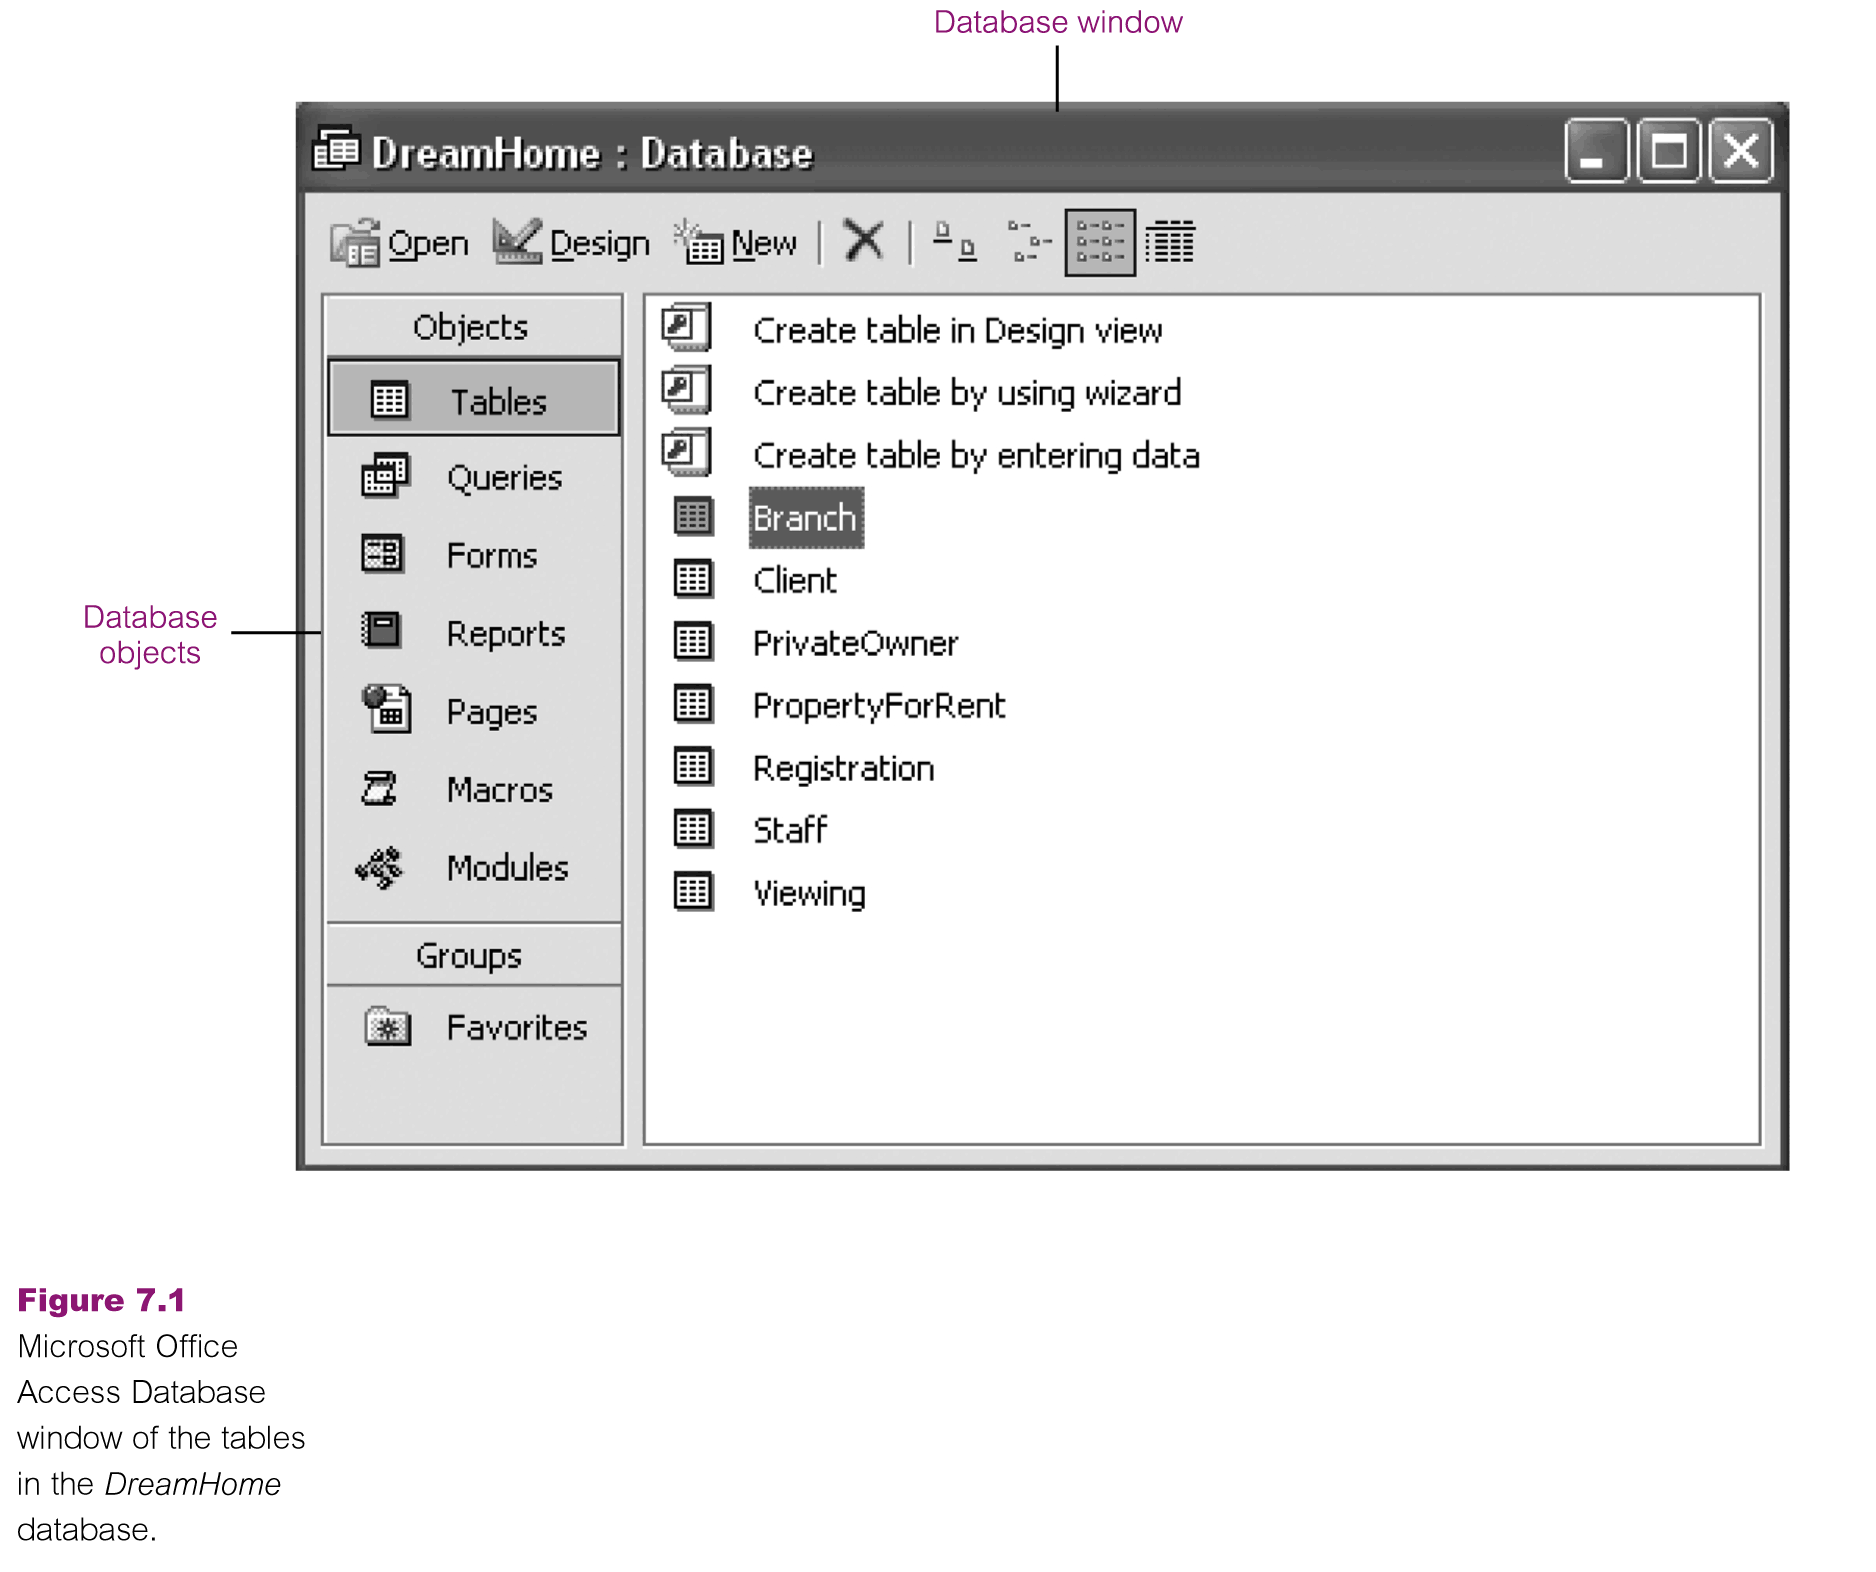 Database window
DreamHome : Database
Open Design New
Objects
Tables
Queries
Forms
Reports
Pages
Macros
Modules
Groups
Favorites
Create table in Design view
Create table by using wizard
Create table by entering data
Branch
Client
PrivateOwner
PropertyForRent
Registration
Staff
Viewing
Database
objects
Figure 7.1
Microsoft Office
Access Database
window of the tables
in the DreamHome
database.